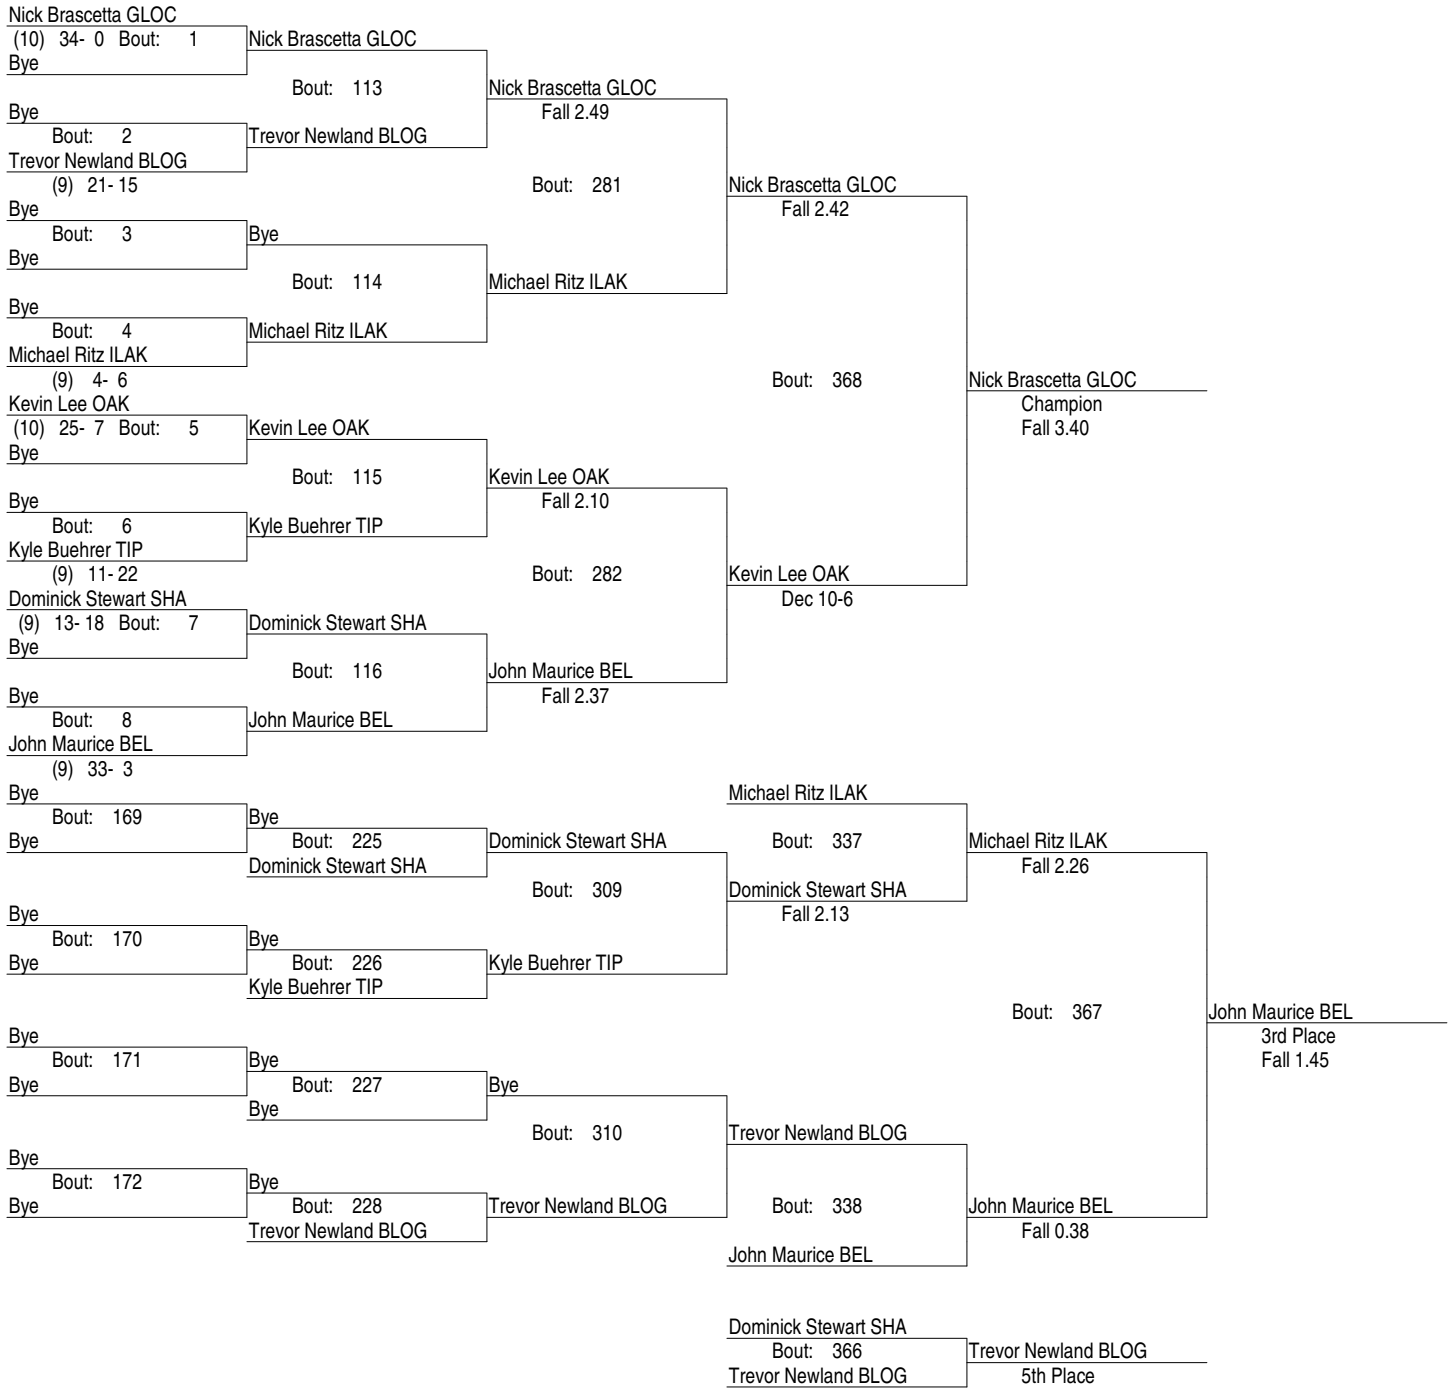 Nick Brascetta GLOC
(10) 34- 0 Bout: 1 Nick Brascetta GLOC
Bye
Bout: 113 Nick Brascetta GLOC
Bye Fall 2.49
Bout: 2 Trevor Newland BLOG
Trevor Newland BLOG
(9) 21- 15 Bout: 281 Nick Brascetta GLOC
Bye Fall 2.42
Bout: 3 Bye
Bye
Bout: 114 Michael Ritz ILAK
Bye
Bout: 4 Michael Ritz ILAK
Michael Ritz ILAK
(9) 4- 6 Bout: 368 Nick Brascetta GLOC
Kevin Lee OAK Champion
(10) 25- 7 Bout: 5 Kevin Lee OAK Fall 3.40
Bye
Bout: 115 Kevin Lee OAK
Bye Fall 2.10
Bout: 6 Kyle Buehrer TIP
Kyle Buehrer TIP
(9) 11- 22 Bout: 282 Kevin Lee OAK
Dominick Stewart SHA Dec 10-6
(9) 13- 18 Bout: 7 Dominick Stewart SHA
Bye
Bout: 116 John Maurice BEL
Bye Fall 2.37
Bout: 8 John Maurice BEL
John Maurice BEL
(9) 33- 3
Bye Michael Ritz ILAK
Bout: 169 Bye
Bye Bout: 225 Dominick Stewart SHA Bout: 337 Michael Ritz ILAK
Dominick Stewart SHA Fall 2.26
Bout: 309 Dominick Stewart SHA
Bye Fall 2.13
Bout: 170 Bye
Bye Bout: 226 Kyle Buehrer TIP
Kyle Buehrer TIP
Bout: 367 John Maurice BEL
Bye 3rd Place
Bout: 171 Bye Fall 1.45
Bye Bout: 227 Bye
Bye
Bout: 310 Trevor Newland BLOG
Bye
Bout: 172 Bye
Bye Bout: 228 Trevor Newland BLOG Bout: 338 John Maurice BEL
Trevor Newland BLOG Fall 0.38
John Maurice BEL
Dominick Stewart SHA
Bout: 366 Trevor Newland BLOG
Trevor Newland BLOG 5th Place